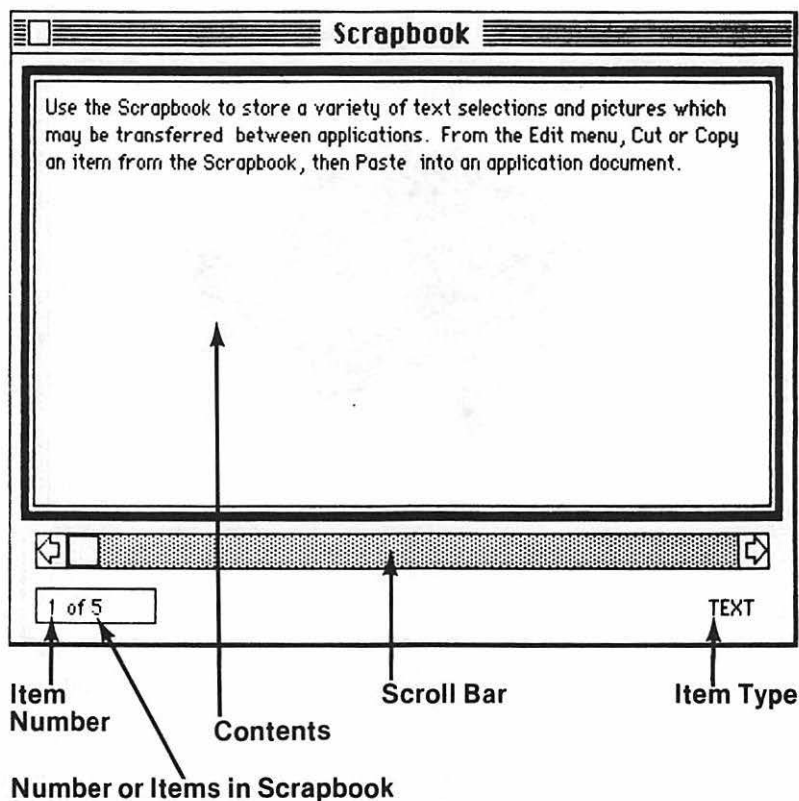 Scrapbook
Use the Scrapbook to store a variety of text selections and pictures which
may be transferred between applications. From the Edit menu, Cut or Copy
an item from the Scrapbook, then Paste into an application document.
1 of 5
TEXT
Item
Number
Contents
Scroll Bar
Item Type
Number or Items in Scrapbook